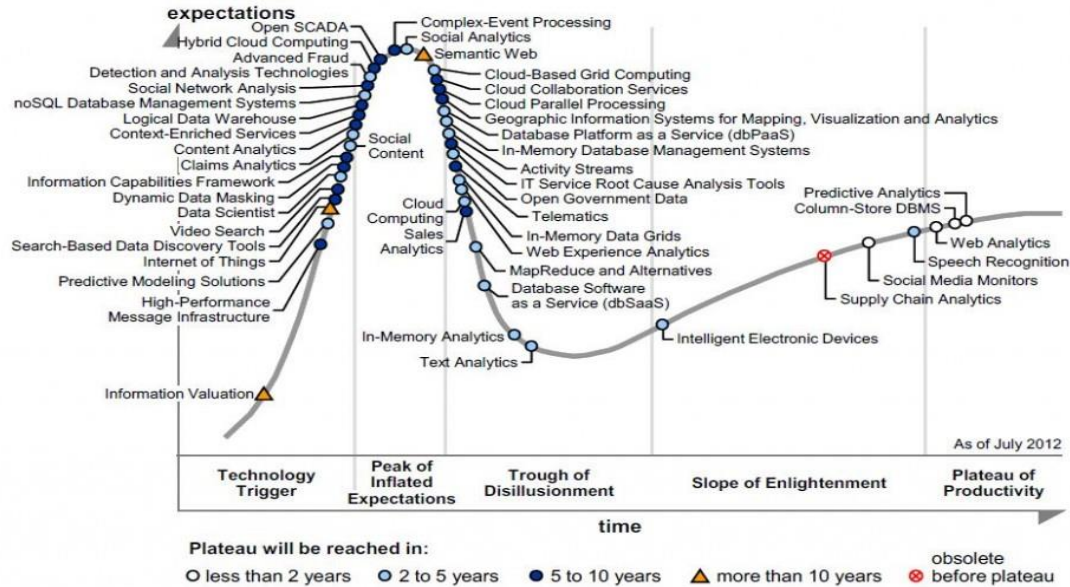 expectations
Open SCADA
Hybrid Cloud Computing
Advanced Fraud
Detection and Analysis Technologies
Social Network Analysis
noSQL Database Management Systems
Logical Data Warehouse
Context-Enriched Services
Content Analytics
Claims Analytics
Information Capabilities Framework
Dynamic Data Masking
Data Scientist
Video Search
Search-Based Data Discovery Tools
Internet of Things
Predictive Modeling Solutions
High-Performance
Message Infrastructure
Information Valuation
Complex-Event Processing
Social Analytics
Semantic Web
Social
Content
Cloud-Based Grid Computing
Cloud Collaboration Services
Cloud Parallel Processing
Geographic Information Systems for Mapping, Visualization and Analytics
Database Platform as a Service (dbPaaS)
In-Memory Database Management Systems
Activity Streams
IT Service Root Cause Analysis Tools
Open Government Data
Telematics
In-Memory Data Grids
Web Experience Analytics
MapReduce and Alternatives
Database Software
as a Service (dbSaaS)
Cloud
Computing
Sales
Analytics
In-Memory Analytics
Text Analytics
Intelligent Electronic Devices
Predictive Analytics
Column-Store DBMS
Web Analytics
Speech Recognition
Social Media Monitors
Supply Chain Analytics
As of July 2012
Technology
Trigger
Peak of
Inflated
Expectations
Trough of
Disillusionment
Slope of Enlightenment
Plateau of
Productivity
time
Plateau will be reached in:
less than 2 years
2 to 5 years
5 to 10 years
more than 10 years
obsolete
before plateau